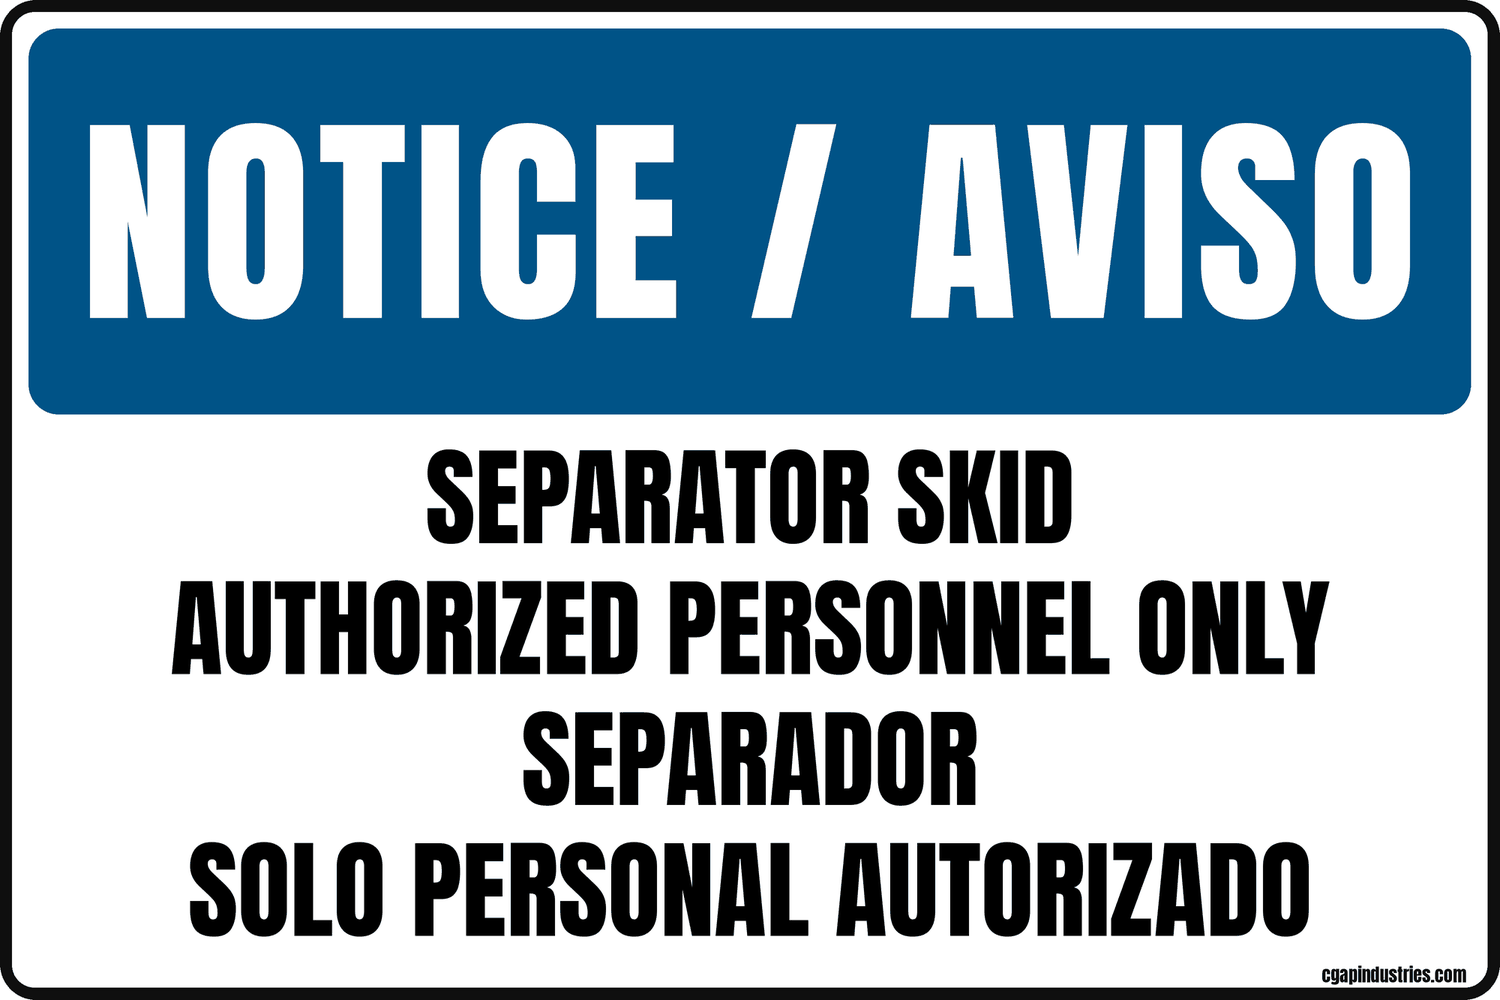 NOTICE / AVISO
SEPARATOR SKID
AUTHORIZED PERSONNEL ONLY
SEPARADOR
SOLO PERSONAL AUTORIZADO
cgapindustries.com